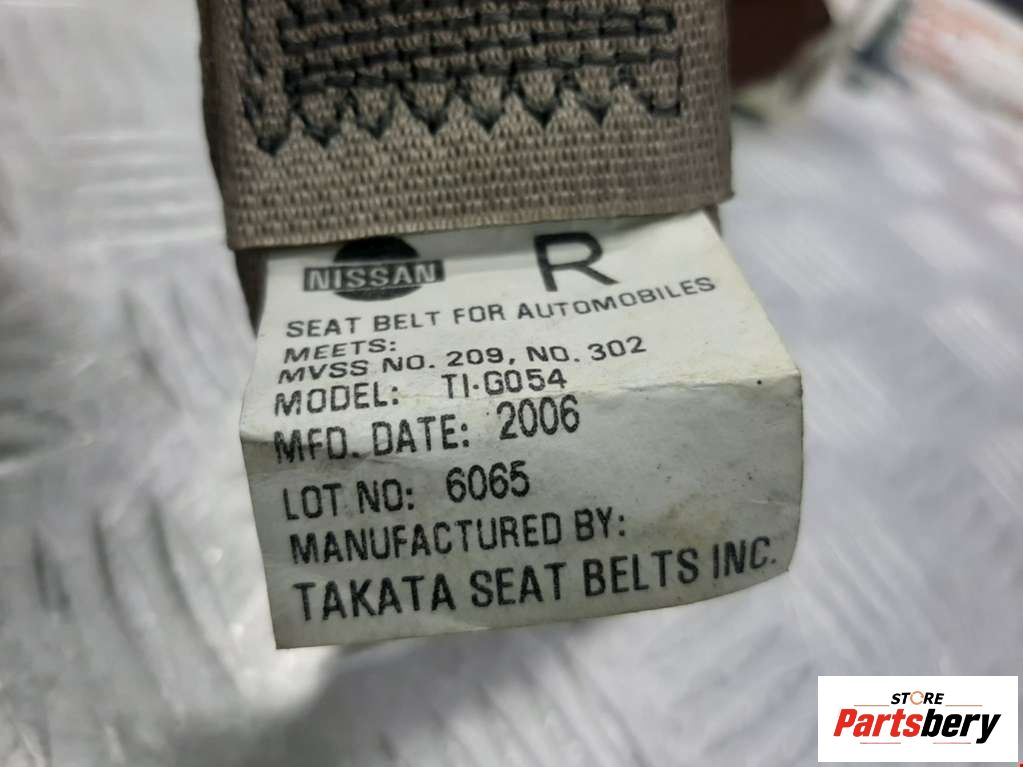 NISSAN
R
SEAT BELT FOR AUTOMOBILES
MEETS:
MVSS NO. 209, NO. 302
MODEL: TI-G054
MFD. DATE: 2006
LOT NO: 6065
MANUFACTURED BY:
TAKATA SEAT BELTS INC.
STORE
Partsbery